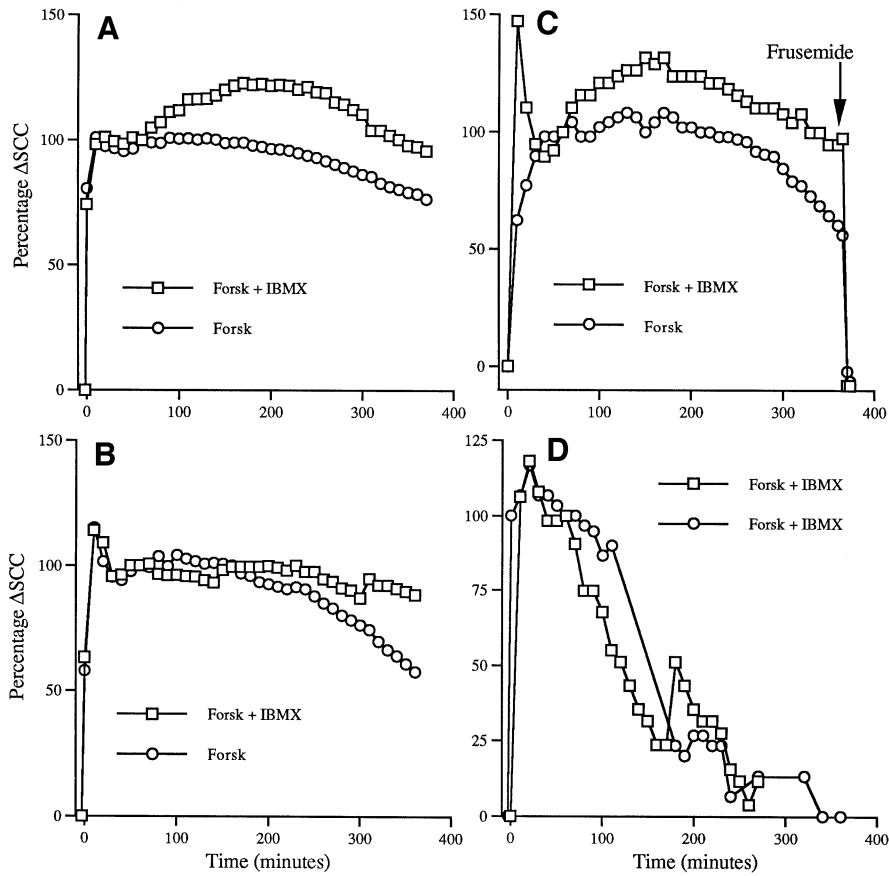 A
150
100
50
0
Percentage ΔSCC
Forsk + IBMX
Forsk
0 100 200 300 400
C
150
100
50
0
Frusemide
Forsk + IBMX
Forsk
0 100 200 300 400
B
150
100
50
0
Percentage ΔSCC
Forsk + IBMX
Forsk
0 100 200 300 400
Time (minutes)
D
125
100
75
50
25
0
Forsk + IBMX
Forsk + IBMX
0 100 200 300 400
Time (minutes)